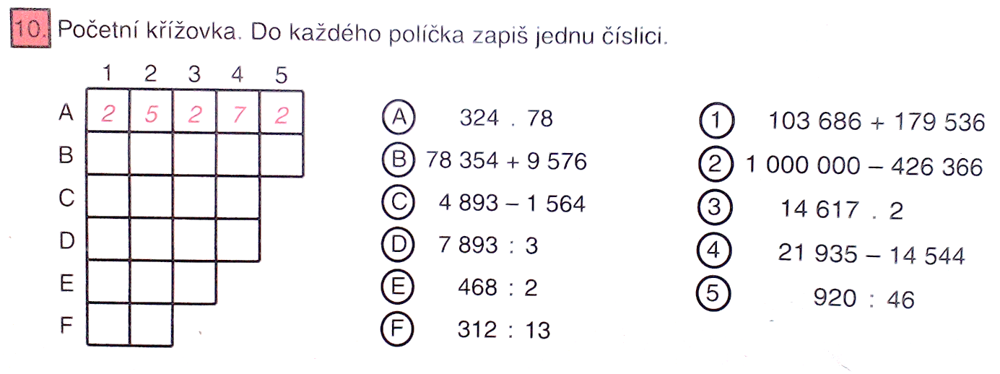 10. Početní křížovka. Do každého políčka zapiš jednu číslici.
1 2 3 4 5
A 2 5 2 7 2
B
C
D
E
F
A 324 . 78
B 78 354 + 9 576
C 4 893 – 1 564
D 7 893 : 3
E 468 : 2
F 312 : 13
1 103 686 + 179 536
2 1 000 000 – 426 366
3 14 617 . 2
4 21 935 – 14 544
5 920 : 46